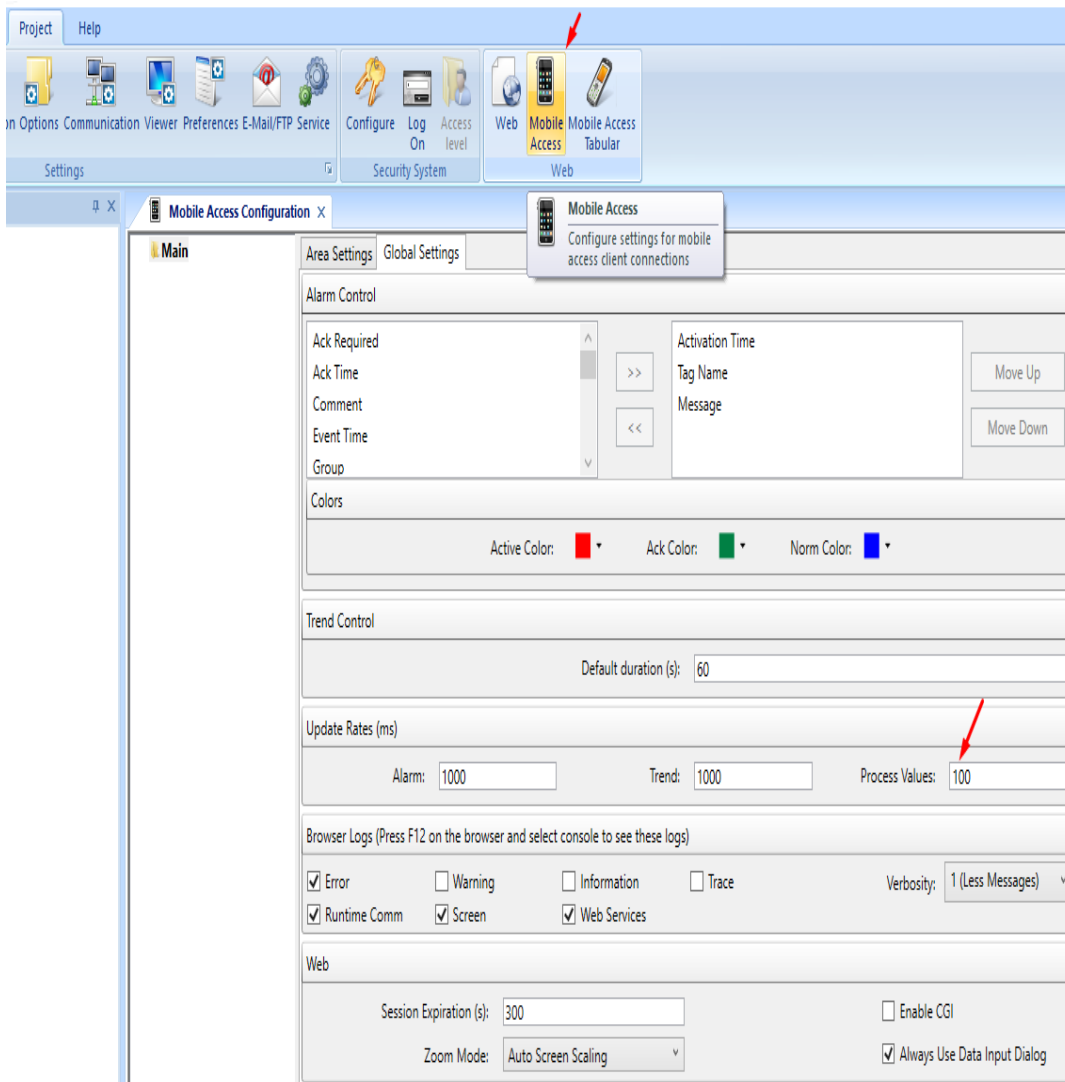 Project Help
on Options Communication Viewer Preferences E-Mail/FTP Service Configure Log On Access level Web Mobile Access Mobile Access Tabular
Settings Security System Web
Mobile Access Configuration X
Mobile Access
Configure settings for mobile
access client connections
Main
Area Settings Global Settings
Alarm Control
Ack Required
Ack Time
Comment
Event Time
Group
>>
<<
Activation Time
Tag Name
Message
Move Up
Move Down
Colors
Active Color: Ack Color: Norm Color:
Trend Control
Default duration (s): 60
Update Rates (ms)
Alarm: 1000 Trend: 1000 Process Values: 100
Browser Logs (Press F12 on the browser and select console to see these logs)
Error Warning Information Trace Verbosity: 1 (Less Messages)
Runtime Comm Screen Web Services
Web
Session Expiration (s): 300 Enable CGI
Zoom Mode: Auto Screen Scaling Always Use Data Input Dialog